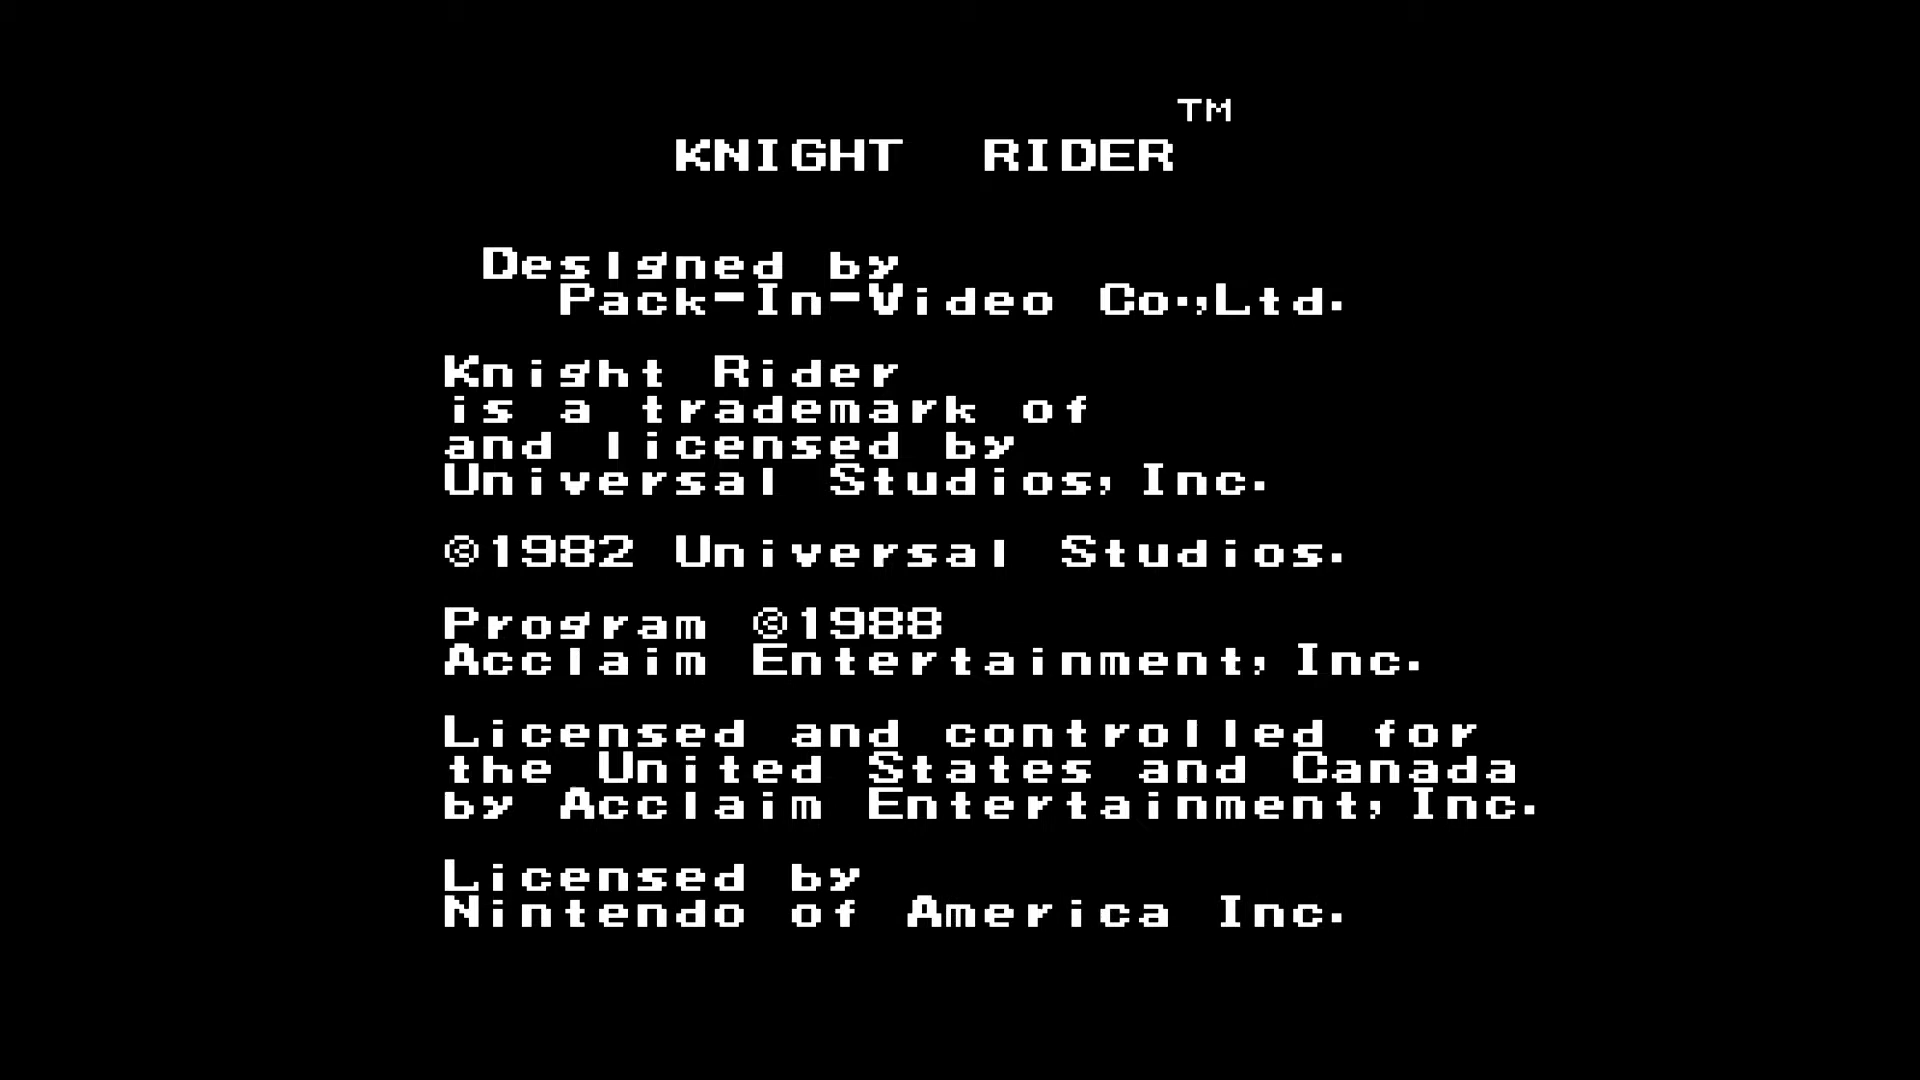 KNIGHT RIDER™
Designed by
Pack-In-Video Co.,Ltd.
Knight Rider
is a trademark of
and licensed by
Universal Studios, Inc.
©1982 Universal Studios.
Program ©1988
Acclaim Entertainment, Inc.
Licensed and controlled for
the United States and Canada
by Acclaim Entertainment, Inc.
Licensed by
Nintendo of America Inc.